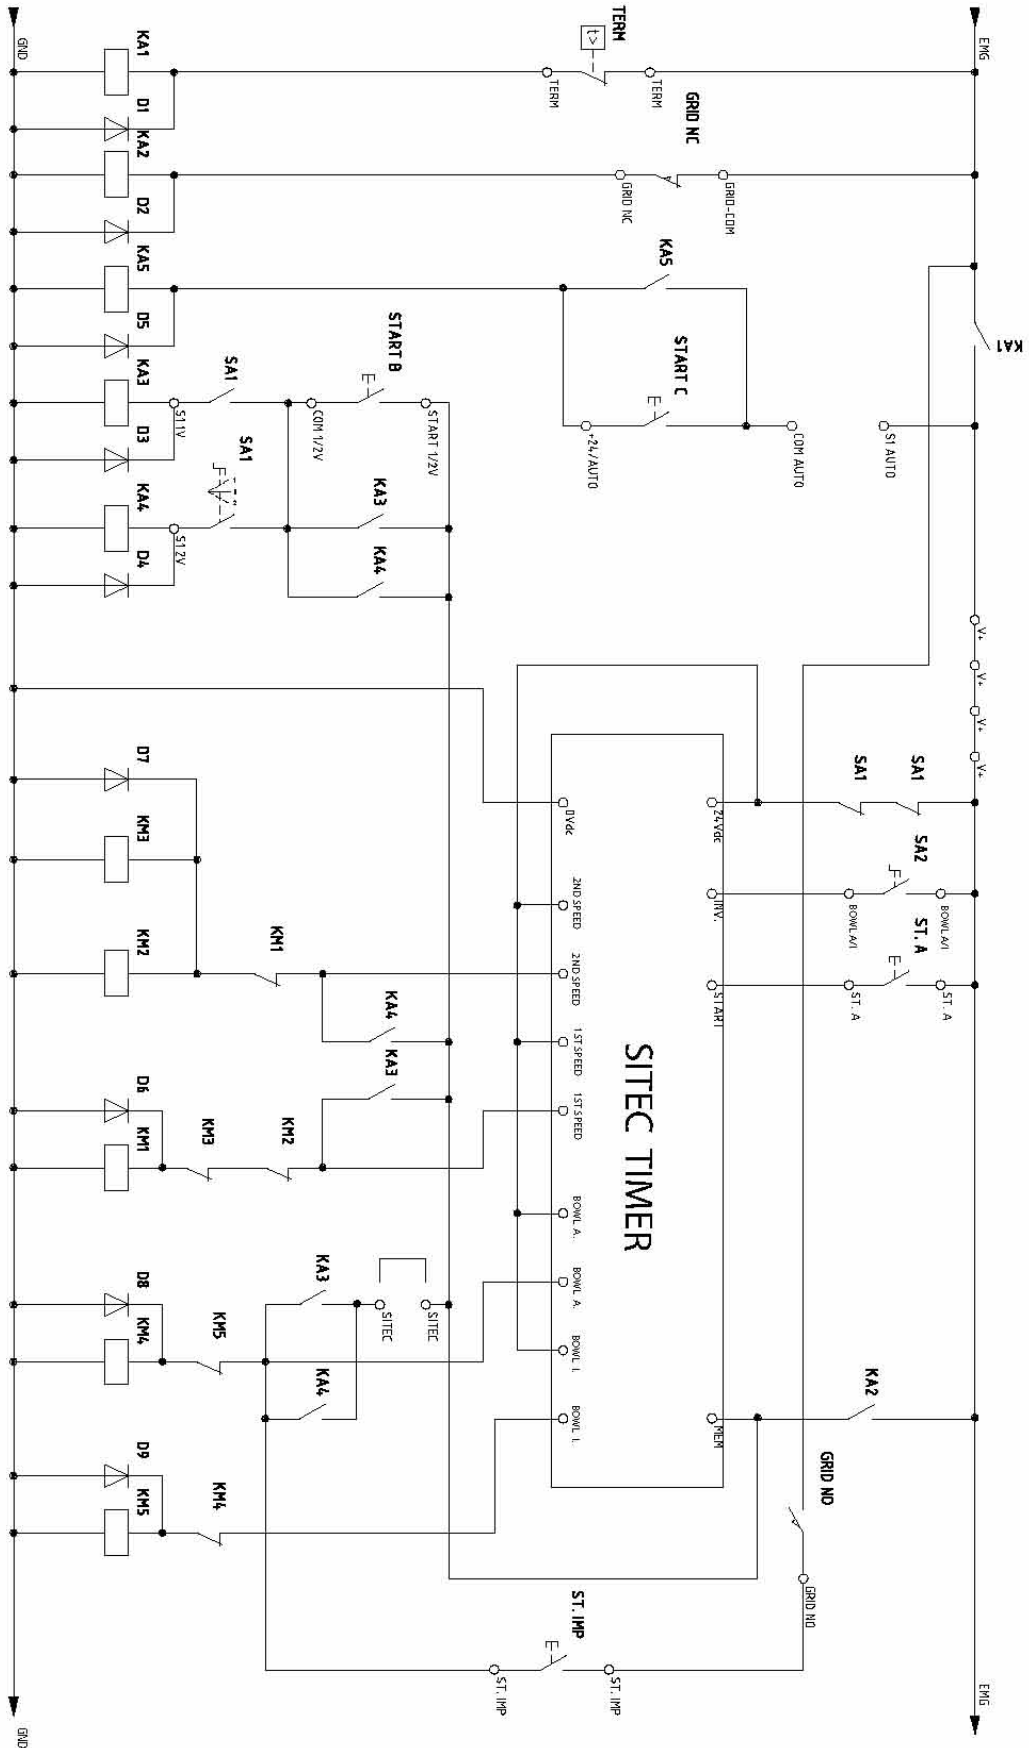 EMG
EMG
KA1
V+
V+
V+
V+
BOWL A/I
ST. A
SA1
SA2
ST. A
S1 AUTO
SA1
KA2
BOWL A/I
ST. A
GRID NO
GRID NO
COM AUTO
GRID-COM
24Vdc
INV.
START
MEM
GRID NC
START C
KA5
TERM
TERM
SITEC TIMER
GRID NC
ST. IMP
TERM
+24/AUTO
ST. IMP
0Vdc
2ND SPEED
2ND SPEED
1ST SPEED
1ST SPEED
BOWL A.
BOWL A.
BOWL I.
BOWL I.
TERM
ST. IMP
START 1/2V
START B
KA3
KA4
KA4
KA3
SITEC
SITEC
COM 1/2V
KA3
KA4
KM1
KM2
SA1
SA1
KM3
KM5
KM4
S11V
S12V
KA1
D1
KA2
D2
KA5
D5
KA3
D3
KA4
D4
D7
KM3
KM2
D6
KM1
D8
KM4
D9
KM5
GND
GND